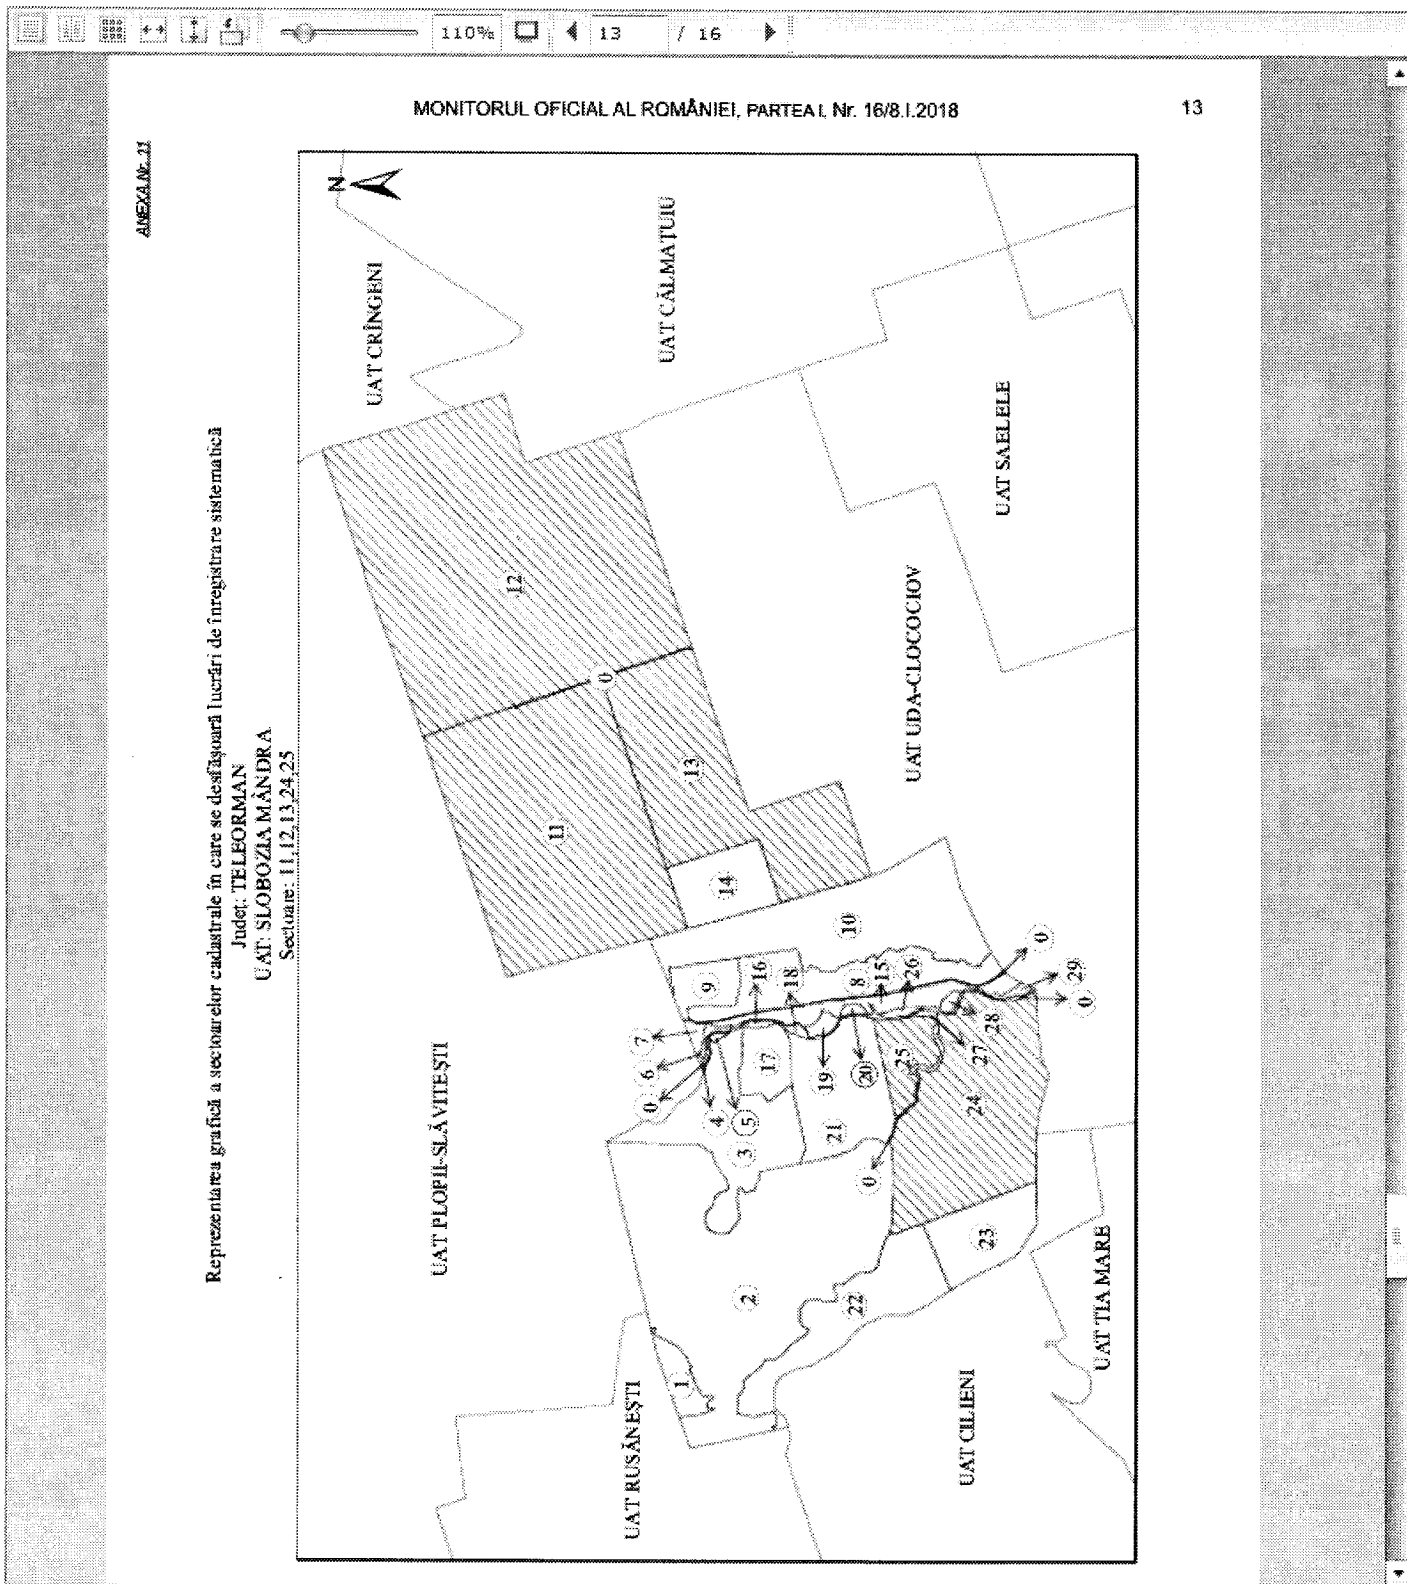 110%
13 / 16
MONITORUL OFICIAL AL ROMÂNIEI, PARTEA I, Nr. 16/8.I.2018
13
ANEXA Nr. 11
Reprezentarea grafică a sectoarelor cadastrale în care se desfășoară lucrări de înregistrare sistematică
Județ: TELEORMAN
UAT: SLOBOZIA MÂNDRA
Sectoare: 11,12,13,24,25
N
UAT CRÎNGENI
UAT CĂLMĂȚUIU
UAT SAELELE
UAT UDA-CLOCOCIOV
UAT PLOPII-SLĂVITEȘTI
UAT RUSĂNEȘTI
UAT CILIENI
UAT TIA MARE
12
0
11
13
14
10
9
16
18
8
15
26
0
29
0
28
27
7
6
0
4
5
3
17
19
20
25
24
21
0
23
2
22
1